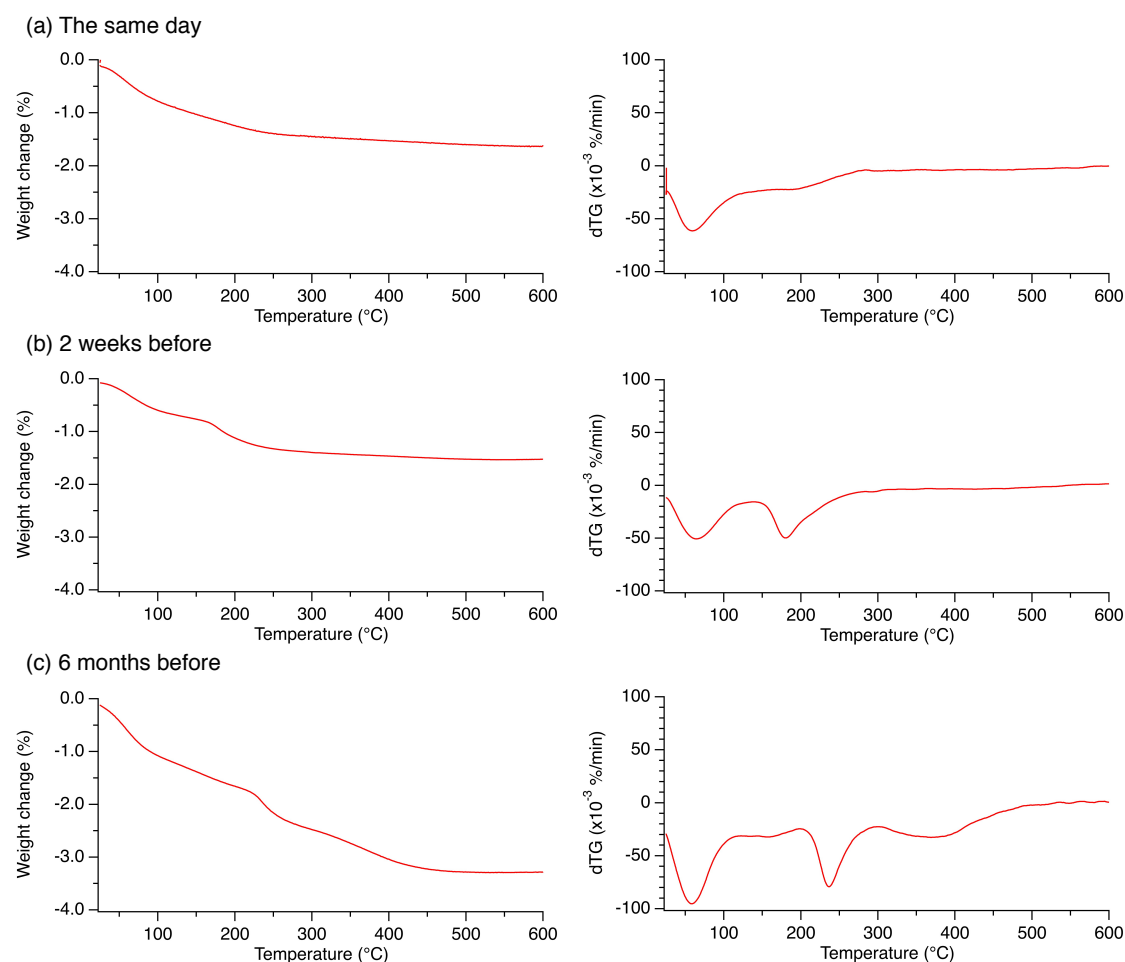 (a) The same day
0.0
-1.0
-2.0
-3.0
-4.0
Weight change (%)
100 200 300 400 500 600
Temperature (°C)
100
50
0
-50
-100
dTG (x10⁻³ %/min)
100 200 300 400 500 600
Temperature (°C)
(b) 2 weeks before
0.0
-1.0
-2.0
-3.0
-4.0
Weight change (%)
100 200 300 400 500 600
Temperature (°C)
100
50
0
-50
-100
dTG (x10⁻³ %/min)
100 200 300 400 500 600
Temperature (°C)
(c) 6 months before
0.0
-1.0
-2.0
-3.0
-4.0
Weight change (%)
100 200 300 400 500 600
Temperature (°C)
100
50
0
-50
-100
dTG (x10⁻³ %/min)
100 200 300 400 500 600
Temperature (°C)